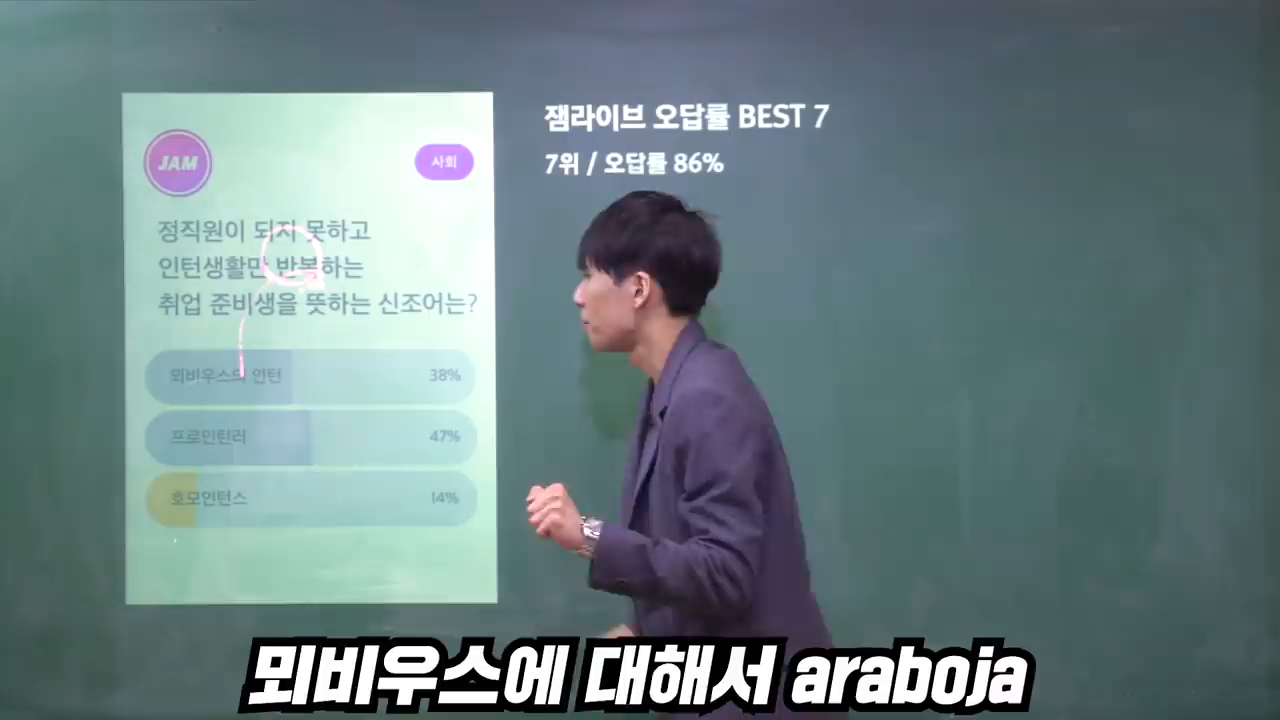 잼라이브 오답률 BEST 7
7위 / 오답률 86%
JAM
사회
정직원이 되지 못하고
인턴생활만 반복하는
취업 준비생을 뜻하는 신조어는?
뫼비우스의 인턴 38%
프로인턴러 47%
호모인턴스 14%
뫼비우스에 대해서 araboja